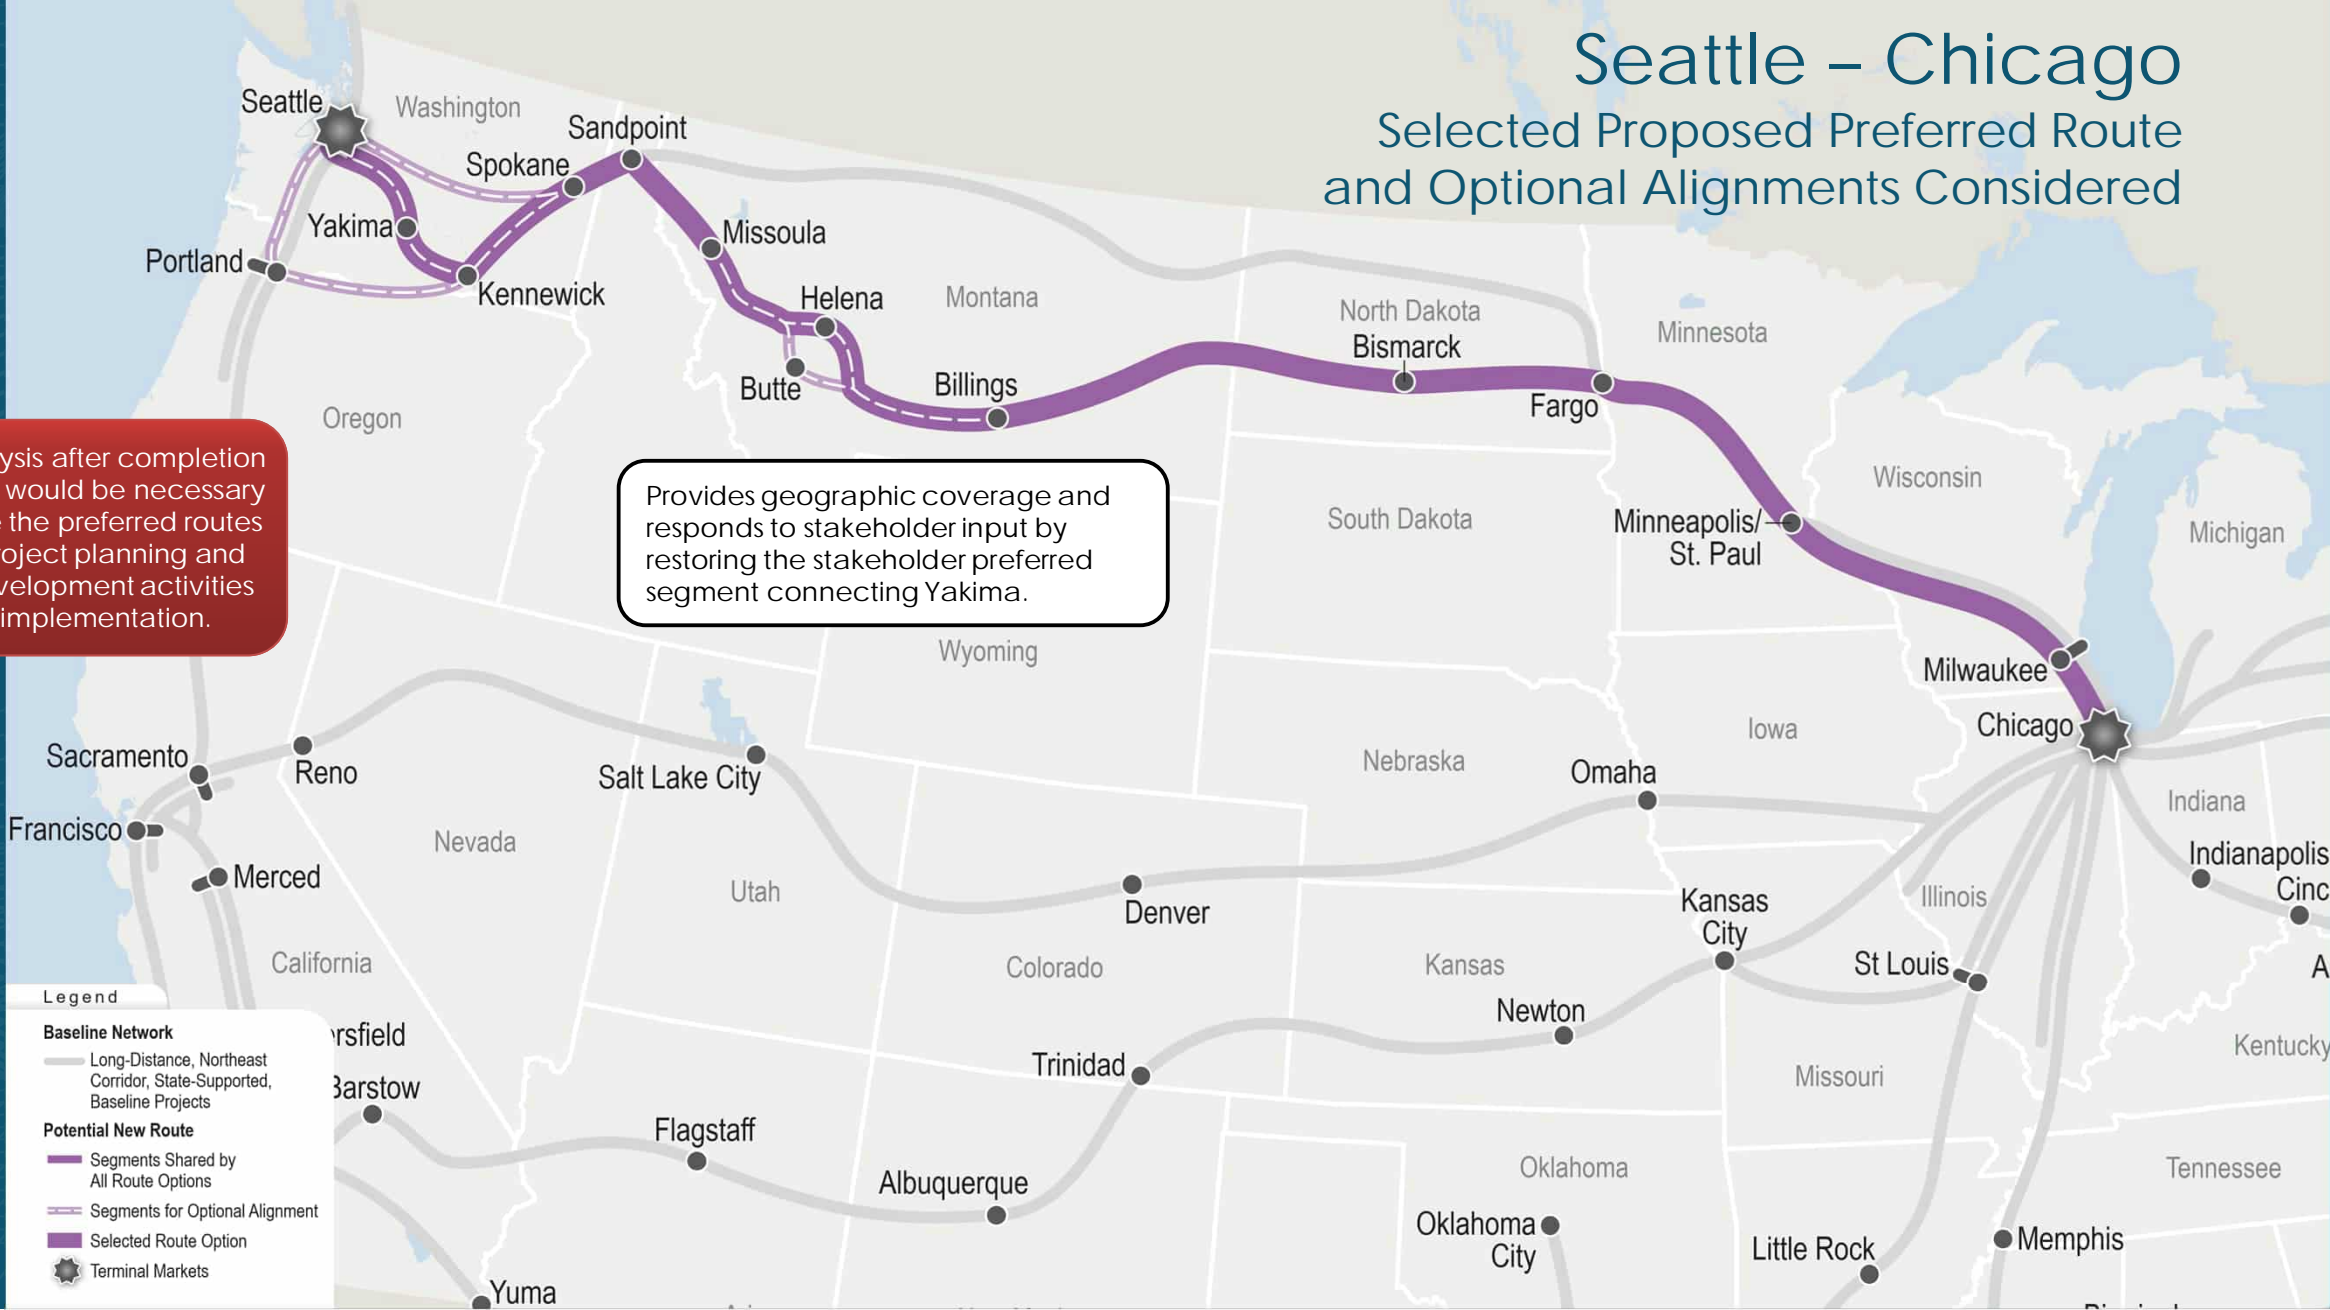 Seattle – Chicago
Selected Proposed Preferred Route
and Optional Alignments Considered
Seattle
Washington
Sandpoint
Spokane
Yakima
Portland
Kennewick
Missoula
Helena
Montana
Butte
Billings
North Dakota
Bismarck
Fargo
Minnesota
Oregon
after completion
would be necessary
the preferred routes
planning and
activities
implementation.
Provides geographic coverage and
responds to stakeholder input by
restoring the stakeholder preferred
segment connecting Yakima.
South Dakota
Minneapolis/
St. Paul
Wisconsin
Michigan
Wyoming
Milwaukee
Chicago
Iowa
Nebraska
Omaha
Sacramento
Reno
Salt Lake City
Francisco
Nevada
Merced
Utah
Denver
Indiana
Indianapolis
Cinc
Illinois
Kansas
City
California
Colorado
Kansas
St Louis
A
Newton
Legend
Baseline Network
Long-Distance, Northeast
Corridor, State-Supported,
Baseline Projects
Potential New Route
Segments Shared by
All Route Options
Segments for Optional Alignment
Selected Route Option
Terminal Markets
rsfield
Barstow
Trinidad
Missouri
Kentucky
Flagstaff
Albuquerque
Oklahoma
Tennessee
Oklahoma
City
Little Rock
Memphis
Yuma